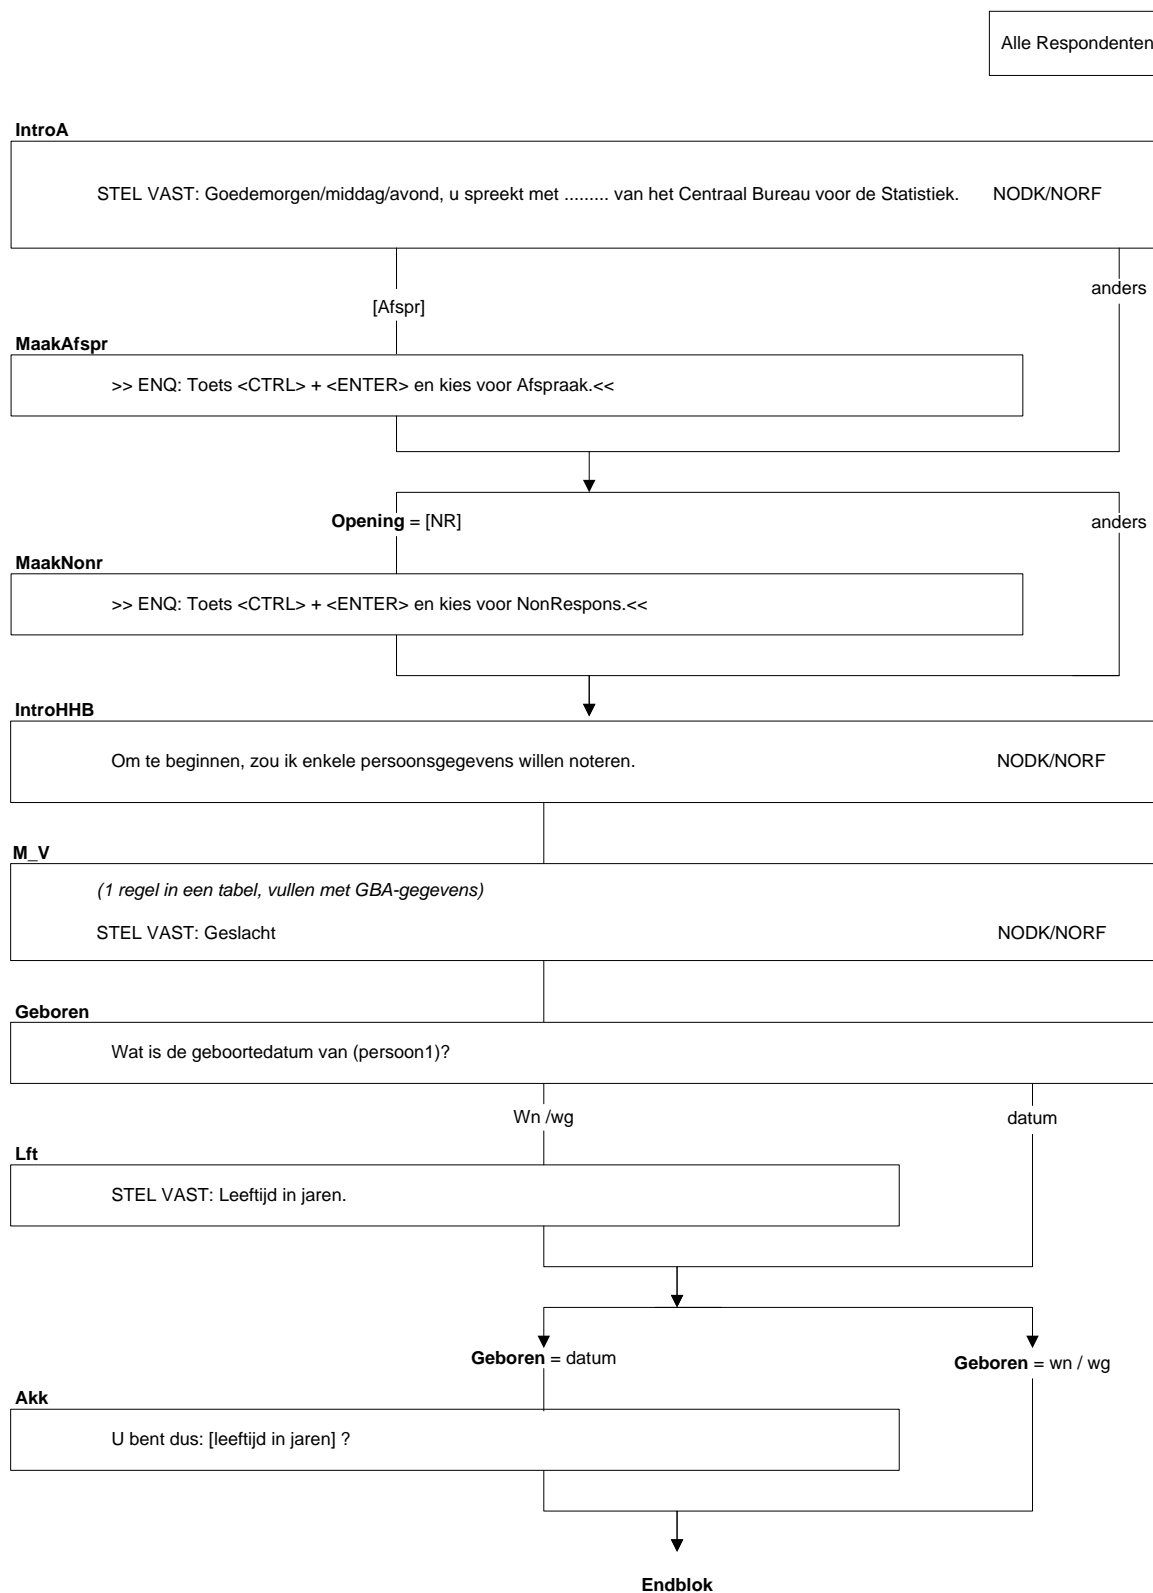 Alle Respondenten
IntroA
STEL VAST: Goedemorgen/middag/avond, u spreekt met ......... van het Centraal Bureau voor de Statistiek. NODK/NORF
anders
[Afspr]
MaakAfspr
>> ENQ: Toets <CTRL> + <ENTER> en kies voor Afspraak.<<
Opening = [NR] anders
MaakNonr
>> ENQ: Toets <CTRL> + <ENTER> en kies voor NonRespons.<<
IntroHHB
Om te beginnen, zou ik enkele persoonsgegevens willen noteren. NODK/NORF
M_V
(1 regel in een tabel, vullen met GBA-gegevens)
STEL VAST: Geslacht NODK/NORF
Geboren
Wat is de geboortedatum van (persoon1)?
Wn /wg datum
Lft
STEL VAST: Leeftijd in jaren.
Geboren = datum Geboren = wn / wg
Akk
U bent dus: [leeftijd in jaren] ?
Endblok